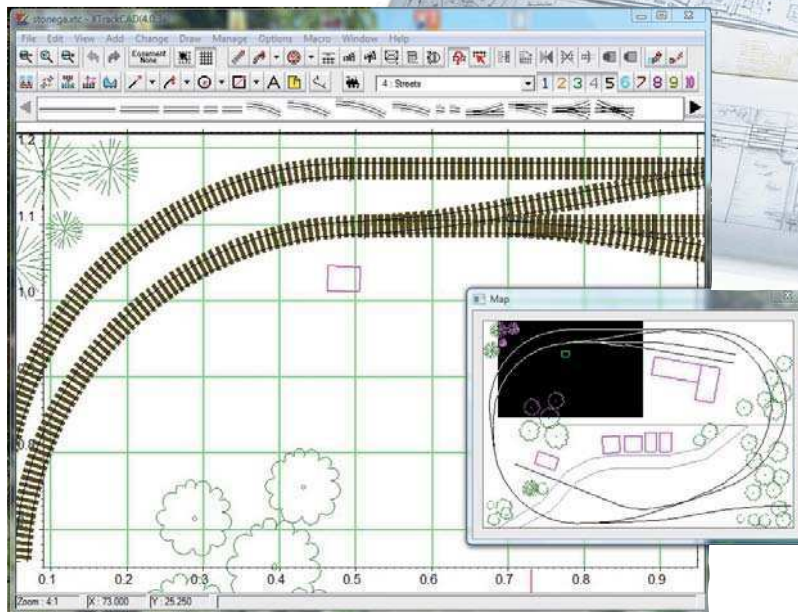 stonega.xtc - XTrackCAD(4.0.3
File Edit View Add Change Draw Manage Options Macro Window Help
Easement None
4 : Streets 1 2 3 4 5 6 7 8 9 10
1.2
1.1
1.0
0.8
Map
0.1 0.2 0.3 0.4 0.5 0.6 0.7 0.8 0.9
Zoom : 4:1 X : 73.000 Y : 25.250